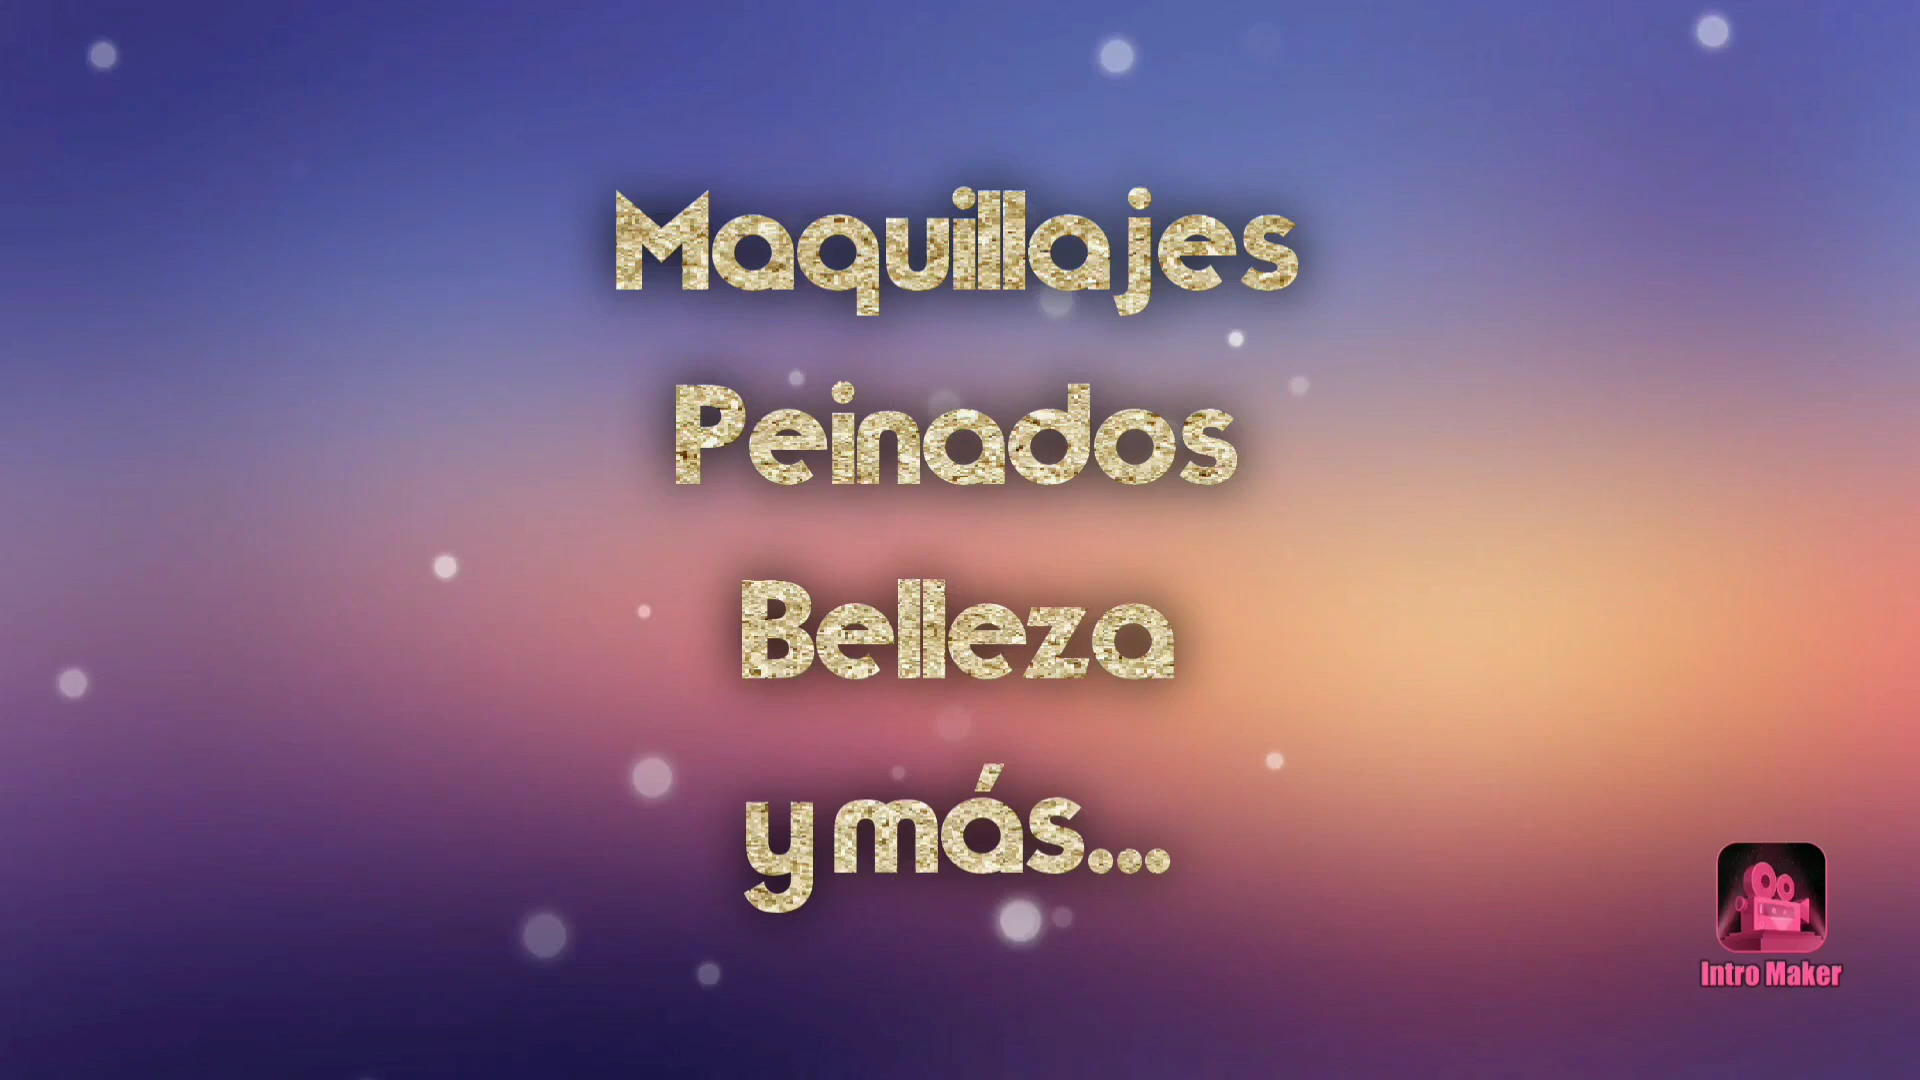 Maquillajes
Peinados
Belleza
y más...
Intro Maker